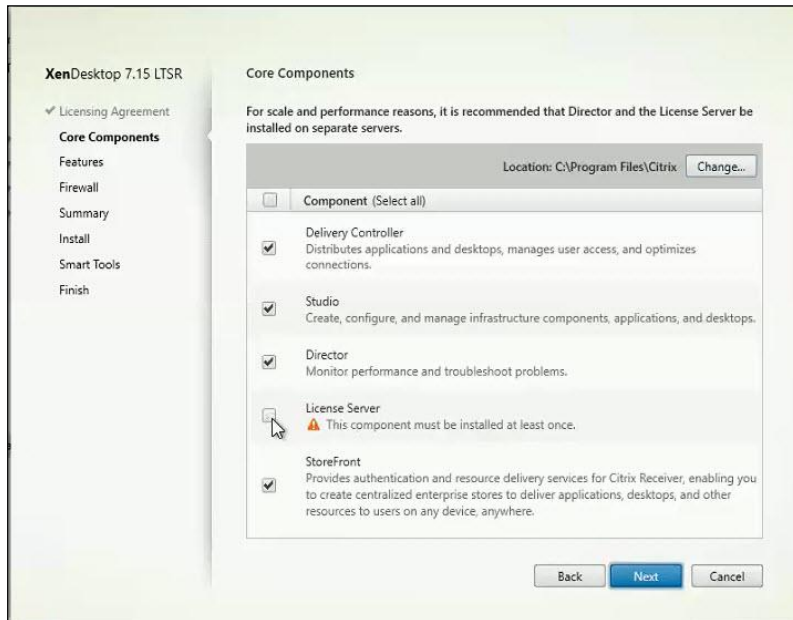 XenDesktop 7.15 LTSR
Licensing Agreement
Core Components
Features
Firewall
Summary
Install
Smart Tools
Finish
Core Components
For scale and performance reasons, it is recommended that Director and the License Server be
installed on separate servers.
Location: C:\Program Files\Citrix Change...
Component (Select all)
Delivery Controller
Distributes applications and desktops, manages user access, and optimizes
connections.
Studio
Create, configure, and manage infrastructure components, applications, and desktops.
Director
Monitor performance and troubleshoot problems.
License Server
This component must be installed at least once.
StoreFront
Provides authentication and resource delivery services for Citrix Receiver, enabling you
to create centralized enterprise stores to deliver applications, desktops, and other
resources to users on any device, anywhere.
Back Next Cancel